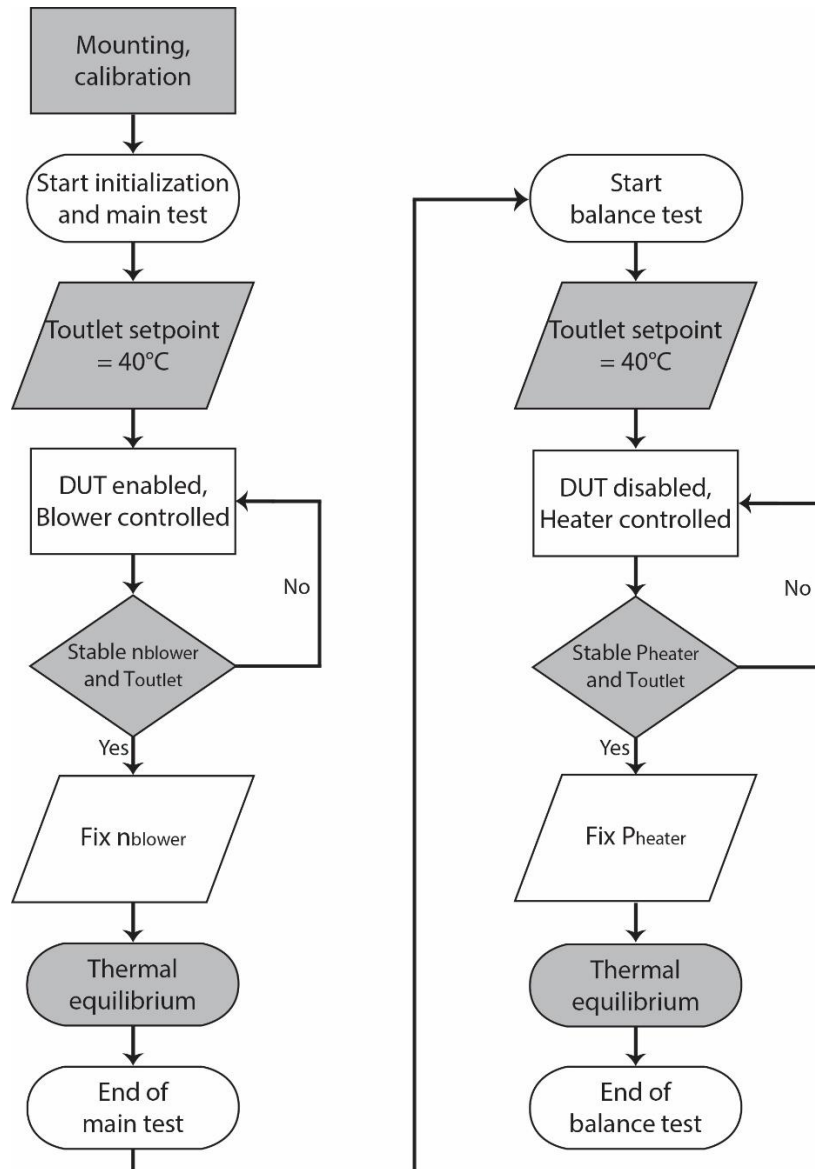 Mounting,
calibration
Start initialization
and main test
Toutlet setpoint
= 40°C
DUT enabled,
Blower controlled
No
Stable nblower
and Toutlet
Yes
Fix nblower
Thermal
equilibrium
End of
main test
Start
balance test
Toutlet setpoint
= 40°C
DUT disabled,
Heater controlled
No
Stable Pheater
and Toutlet
Yes
Fix Pheater
Thermal
equilibrium
End of
balance test